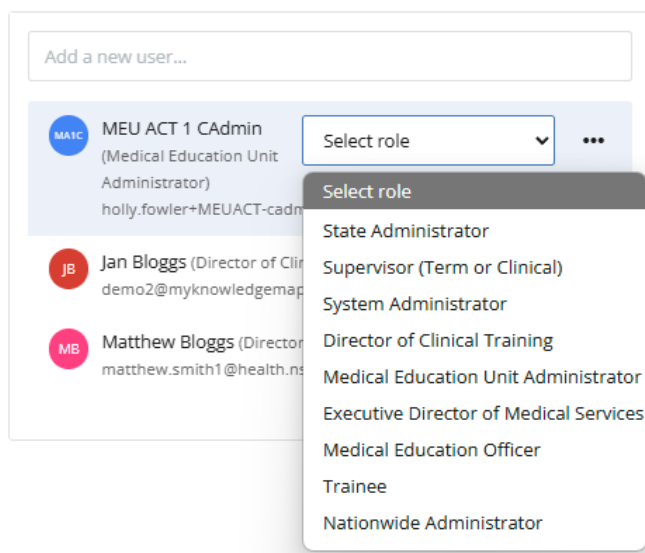 Add a new user...
MA1C
MEU ACT 1 CAdmin
(Medical Education Unit
Administrator)
holly.fowler+MEUACT-cadm
Select role
•••
Select role
State Administrator
Supervisor (Term or Clinical)
System Administrator
Director of Clinical Training
Medical Education Unit Administrator
Executive Director of Medical Services
Medical Education Officer
Trainee
Nationwide Administrator
JB
Jan Bloggs (Director of Clin
demo2@myknowledgemap
MB
Matthew Bloggs (Director
matthew.smith1@health.ns